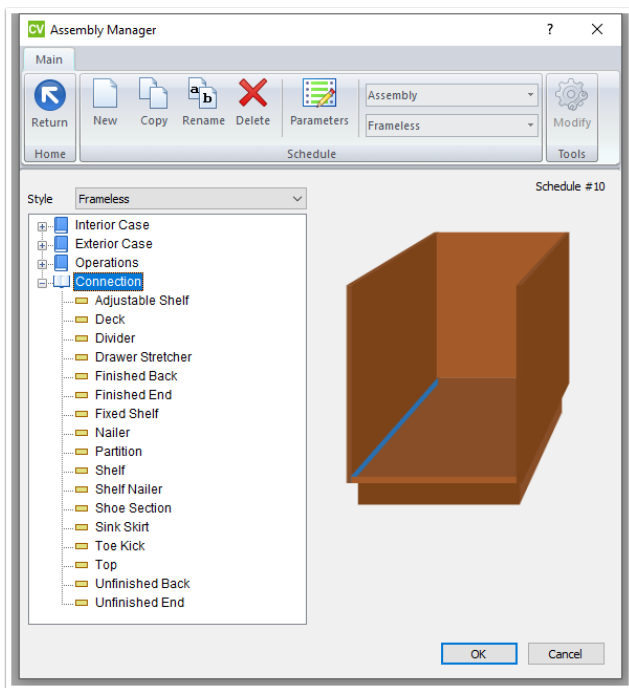 CV Assembly Manager ? X
Main
Return
New Copy Rename Delete Parameters
a b
Assembly
Frameless
Modify
Home Schedule Tools
Schedule #10
Style Frameless
Interior Case
Exterior Case
Operations
Connection
Adjustable Shelf
Deck
Divider
Drawer Stretcher
Finished Back
Finished End
Fixed Shelf
Nailer
Partition
Shelf
Shelf Nailer
Shoe Section
Sink Skirt
Toe Kick
Top
Unfinished Back
Unfinished End
OK Cancel